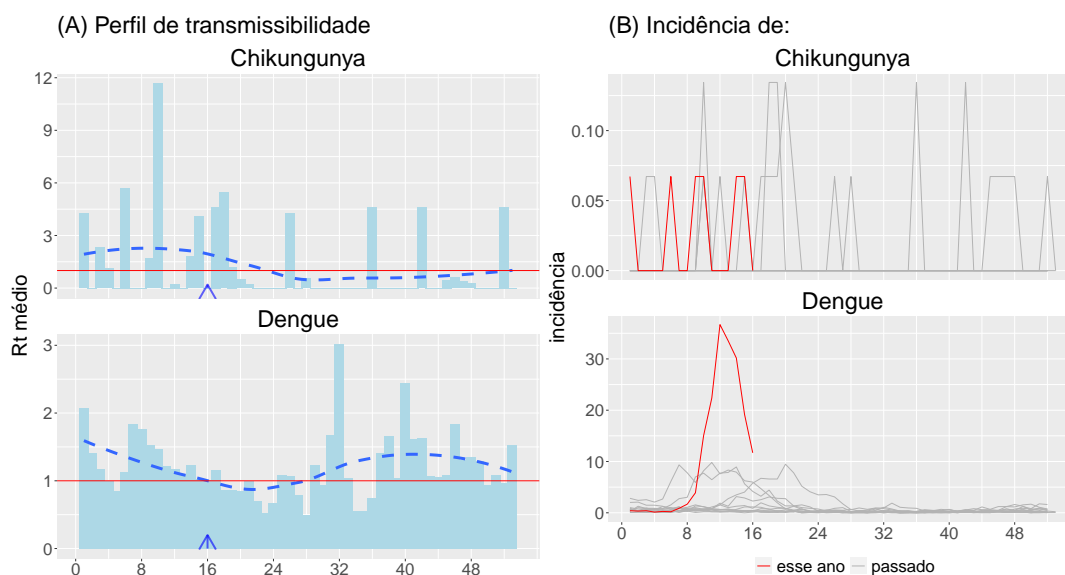 (A) Perfil de transmissibilidade
Chikungunya
12
9
6
3
0
Dengue
3
2
1
0
Rt médio
0 8 16 24 32 40 48
(B) Incidência de:
Chikungunya
0.10
0.05
0.00
Dengue
30
20
10
0
incidência
0 8 16 24 32 40 48
esse ano passado